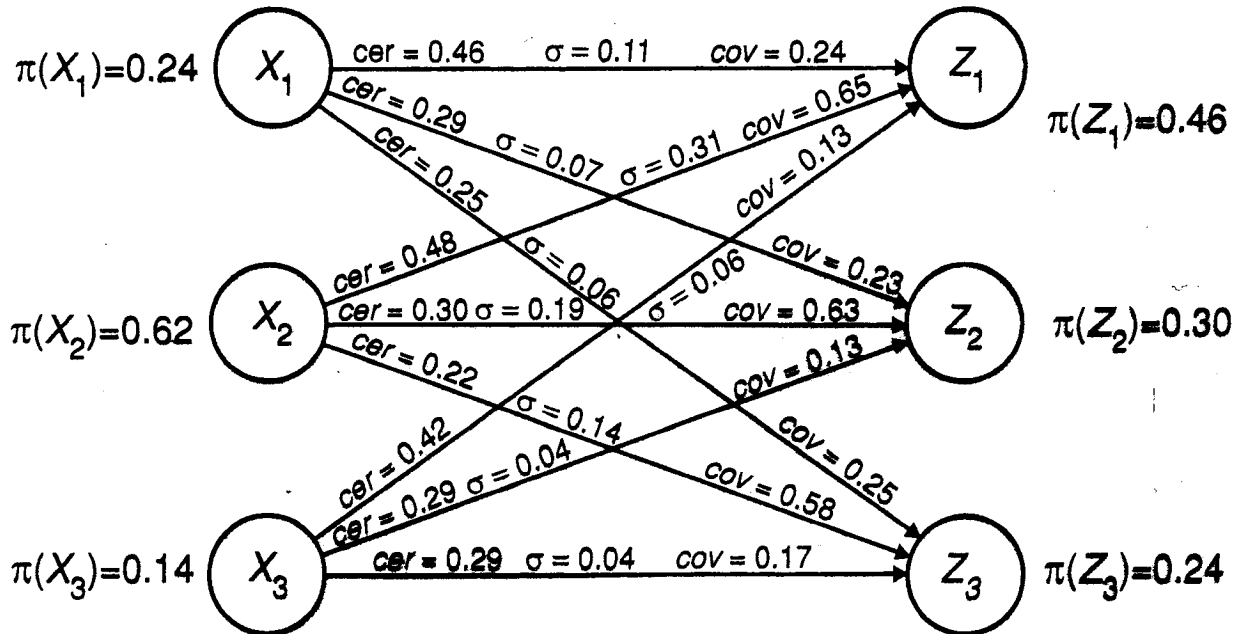 π(X₁)=0.24 X₁ cer = 0.46 σ = 0.11 cov = 0.24 Z₁ π(Z₁)=0.46
cer = 0.29 σ = 0.07 cov = 0.23
cer = 0.25 σ = 0.06 cov = 0.25
cer = 0.48 σ = 0.31 cov = 0.65
π(X₂)=0.62 X₂ cer = 0.30 σ = 0.19 cov = 0.63 Z₂ π(Z₂)=0.30
cer = 0.22 σ = 0.14 cov = 0.58
cer = 0.42 σ = 0.06 cov = 0.13
cer = 0.29 σ = 0.04 cov = 0.13
π(X₃)=0.14 X₃ cer = 0.29 σ = 0.04 cov = 0.17 Z₃ π(Z₃)=0.24